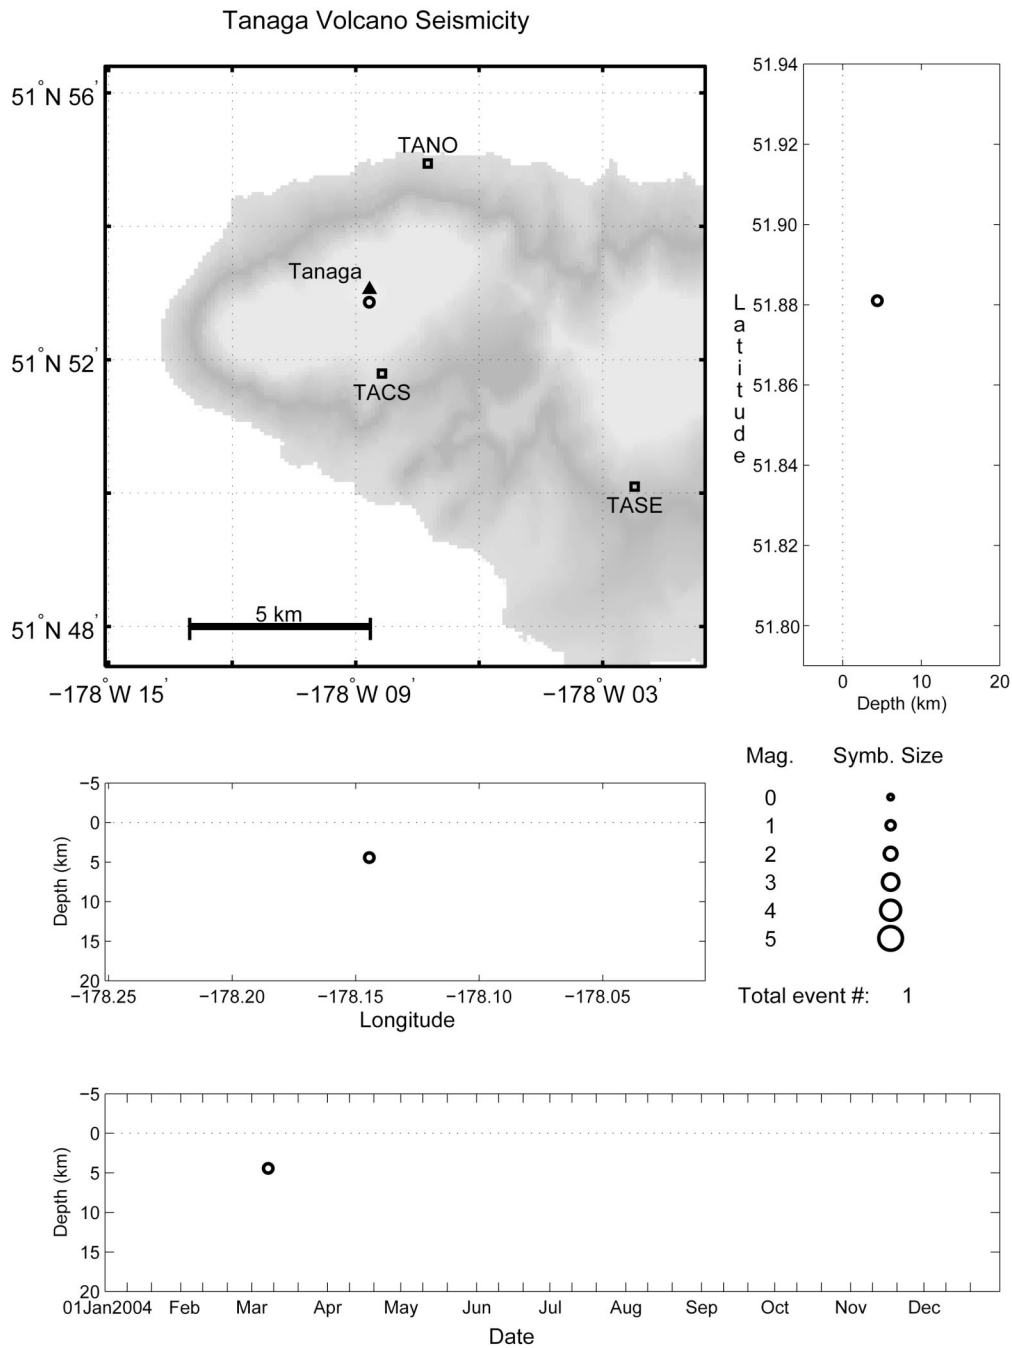 Tanaga Volcano Seismicity
51°N 56'
51°N 52'
51°N 48'
TANO
Tanaga
TACS
TASE
5 km
−178°W 15'
−178°W 09'
−178°W 03'
51.94
51.92
51.90
51.88
51.86
51.84
51.82
51.80
Latitude
0
10
20
Depth (km)
−5
0
5
10
15
20
Depth (km)
−178.25
−178.20
−178.15
−178.10
−178.05
Longitude
Mag. Symb. Size
0
1
2
3
4
5
Total event #: 1
−5
0
5
10
15
20
Depth (km)
01Jan2004 Feb Mar Apr May Jun Jul Aug Sep Oct Nov Dec
Date